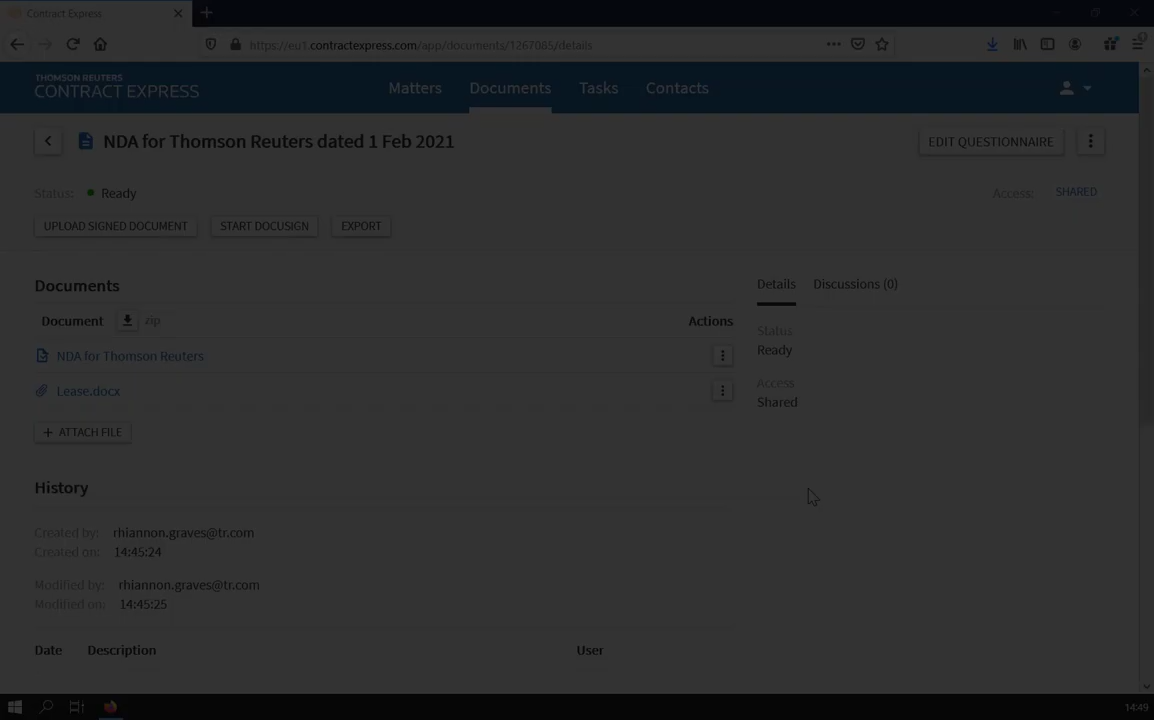 Contract Express
https://eu1.contractexpress.com/app/documents/1267085/details
THOMSON REUTERS
CONTRACT EXPRESS
Matters
Documents
Tasks
Contacts
NDA for Thomson Reuters dated 1 Feb 2021
EDIT QUESTIONNAIRE
Status: Ready
Access: SHARED
UPLOAD SIGNED DOCUMENT
START DOCUSIGN
EXPORT
Documents
Details
Discussions (0)
Document
zip
Actions
Status
Ready
NDA for Thomson Reuters
Access
Shared
Lease.docx
+ ATTACH FILE
History
Created by: rhiannon.graves@tr.com
Created on: 14:45:24
Modified by: rhiannon.graves@tr.com
Modified on: 14:45:25
Date
Description
User
14:49